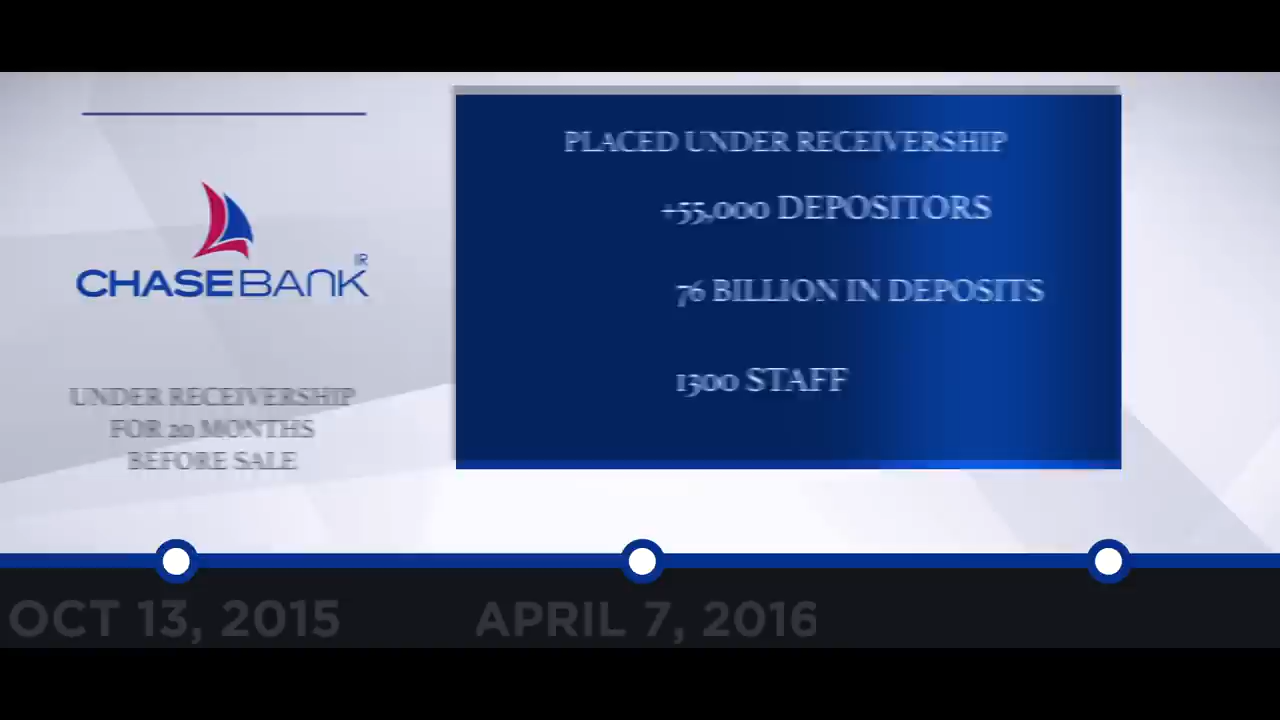 CHASEBANK
IR
UNDER RECEIVERSHIP
FOR 20 MONTHS
BEFORE SALE
PLACED UNDER RECEIVERSHIP
+55,000 DEPOSITORS
76 BILLION IN DEPOSITS
1300 STAFF
OCT 13, 2015
APRIL 7, 2016